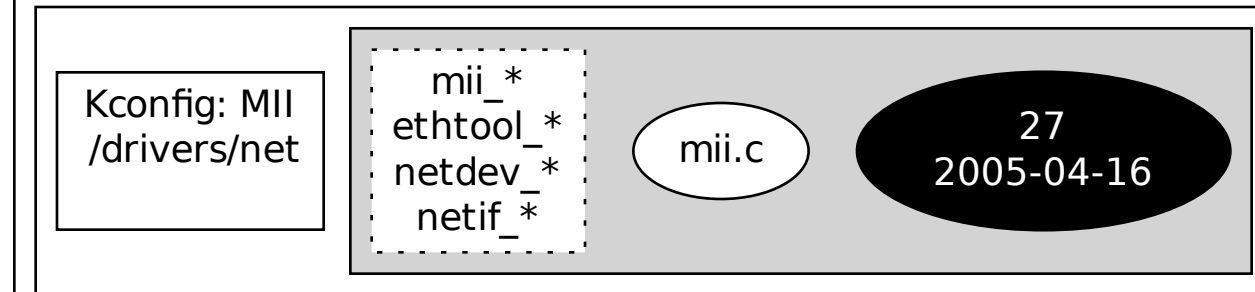 Kconfig: MII
/drivers/net
mii_*
ethtool_*
netdev_*
netif_*
mii.c
27
2005-04-16